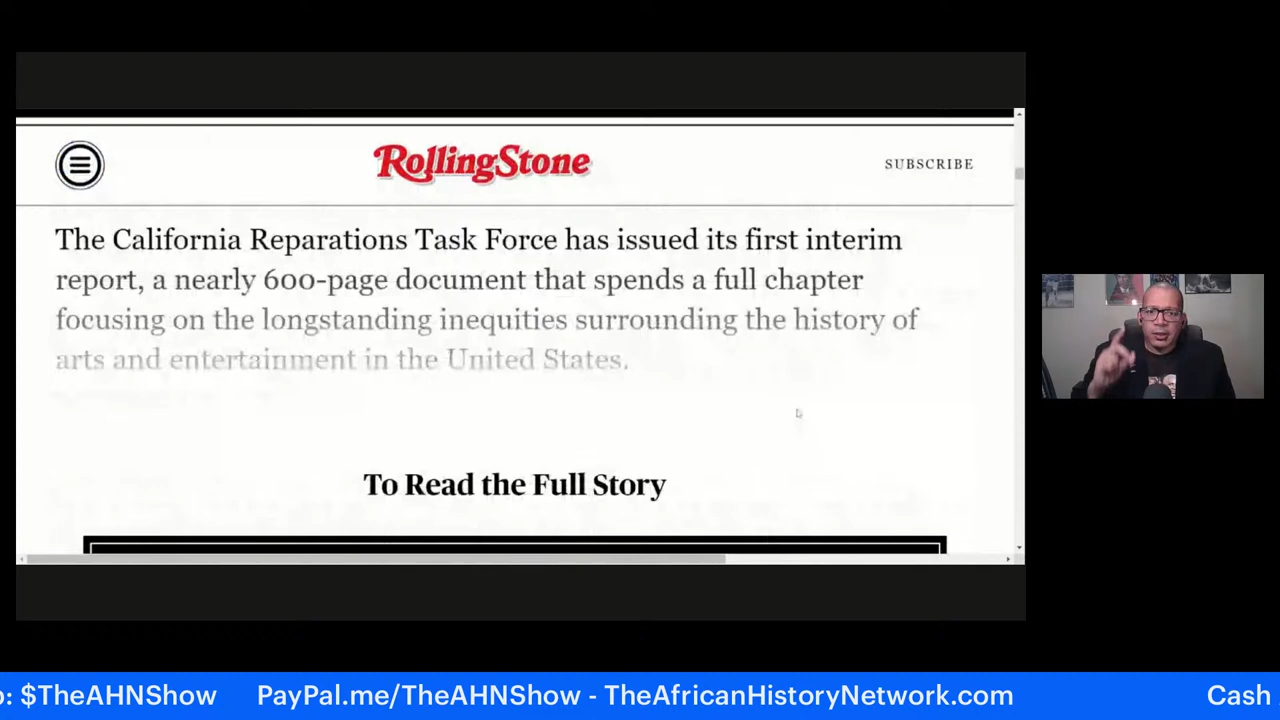 RollingStone
SUBSCRIBE
The California Reparations Task Force has issued its first interim
report, a nearly 600-page document that spends a full chapter
focusing on the longstanding inequities surrounding the history of
arts and entertainment in the United States.
To Read the Full Story
: $TheAHNShow PayPal.me/TheAHNShow - TheAfricanHistoryNetwork.com Cash